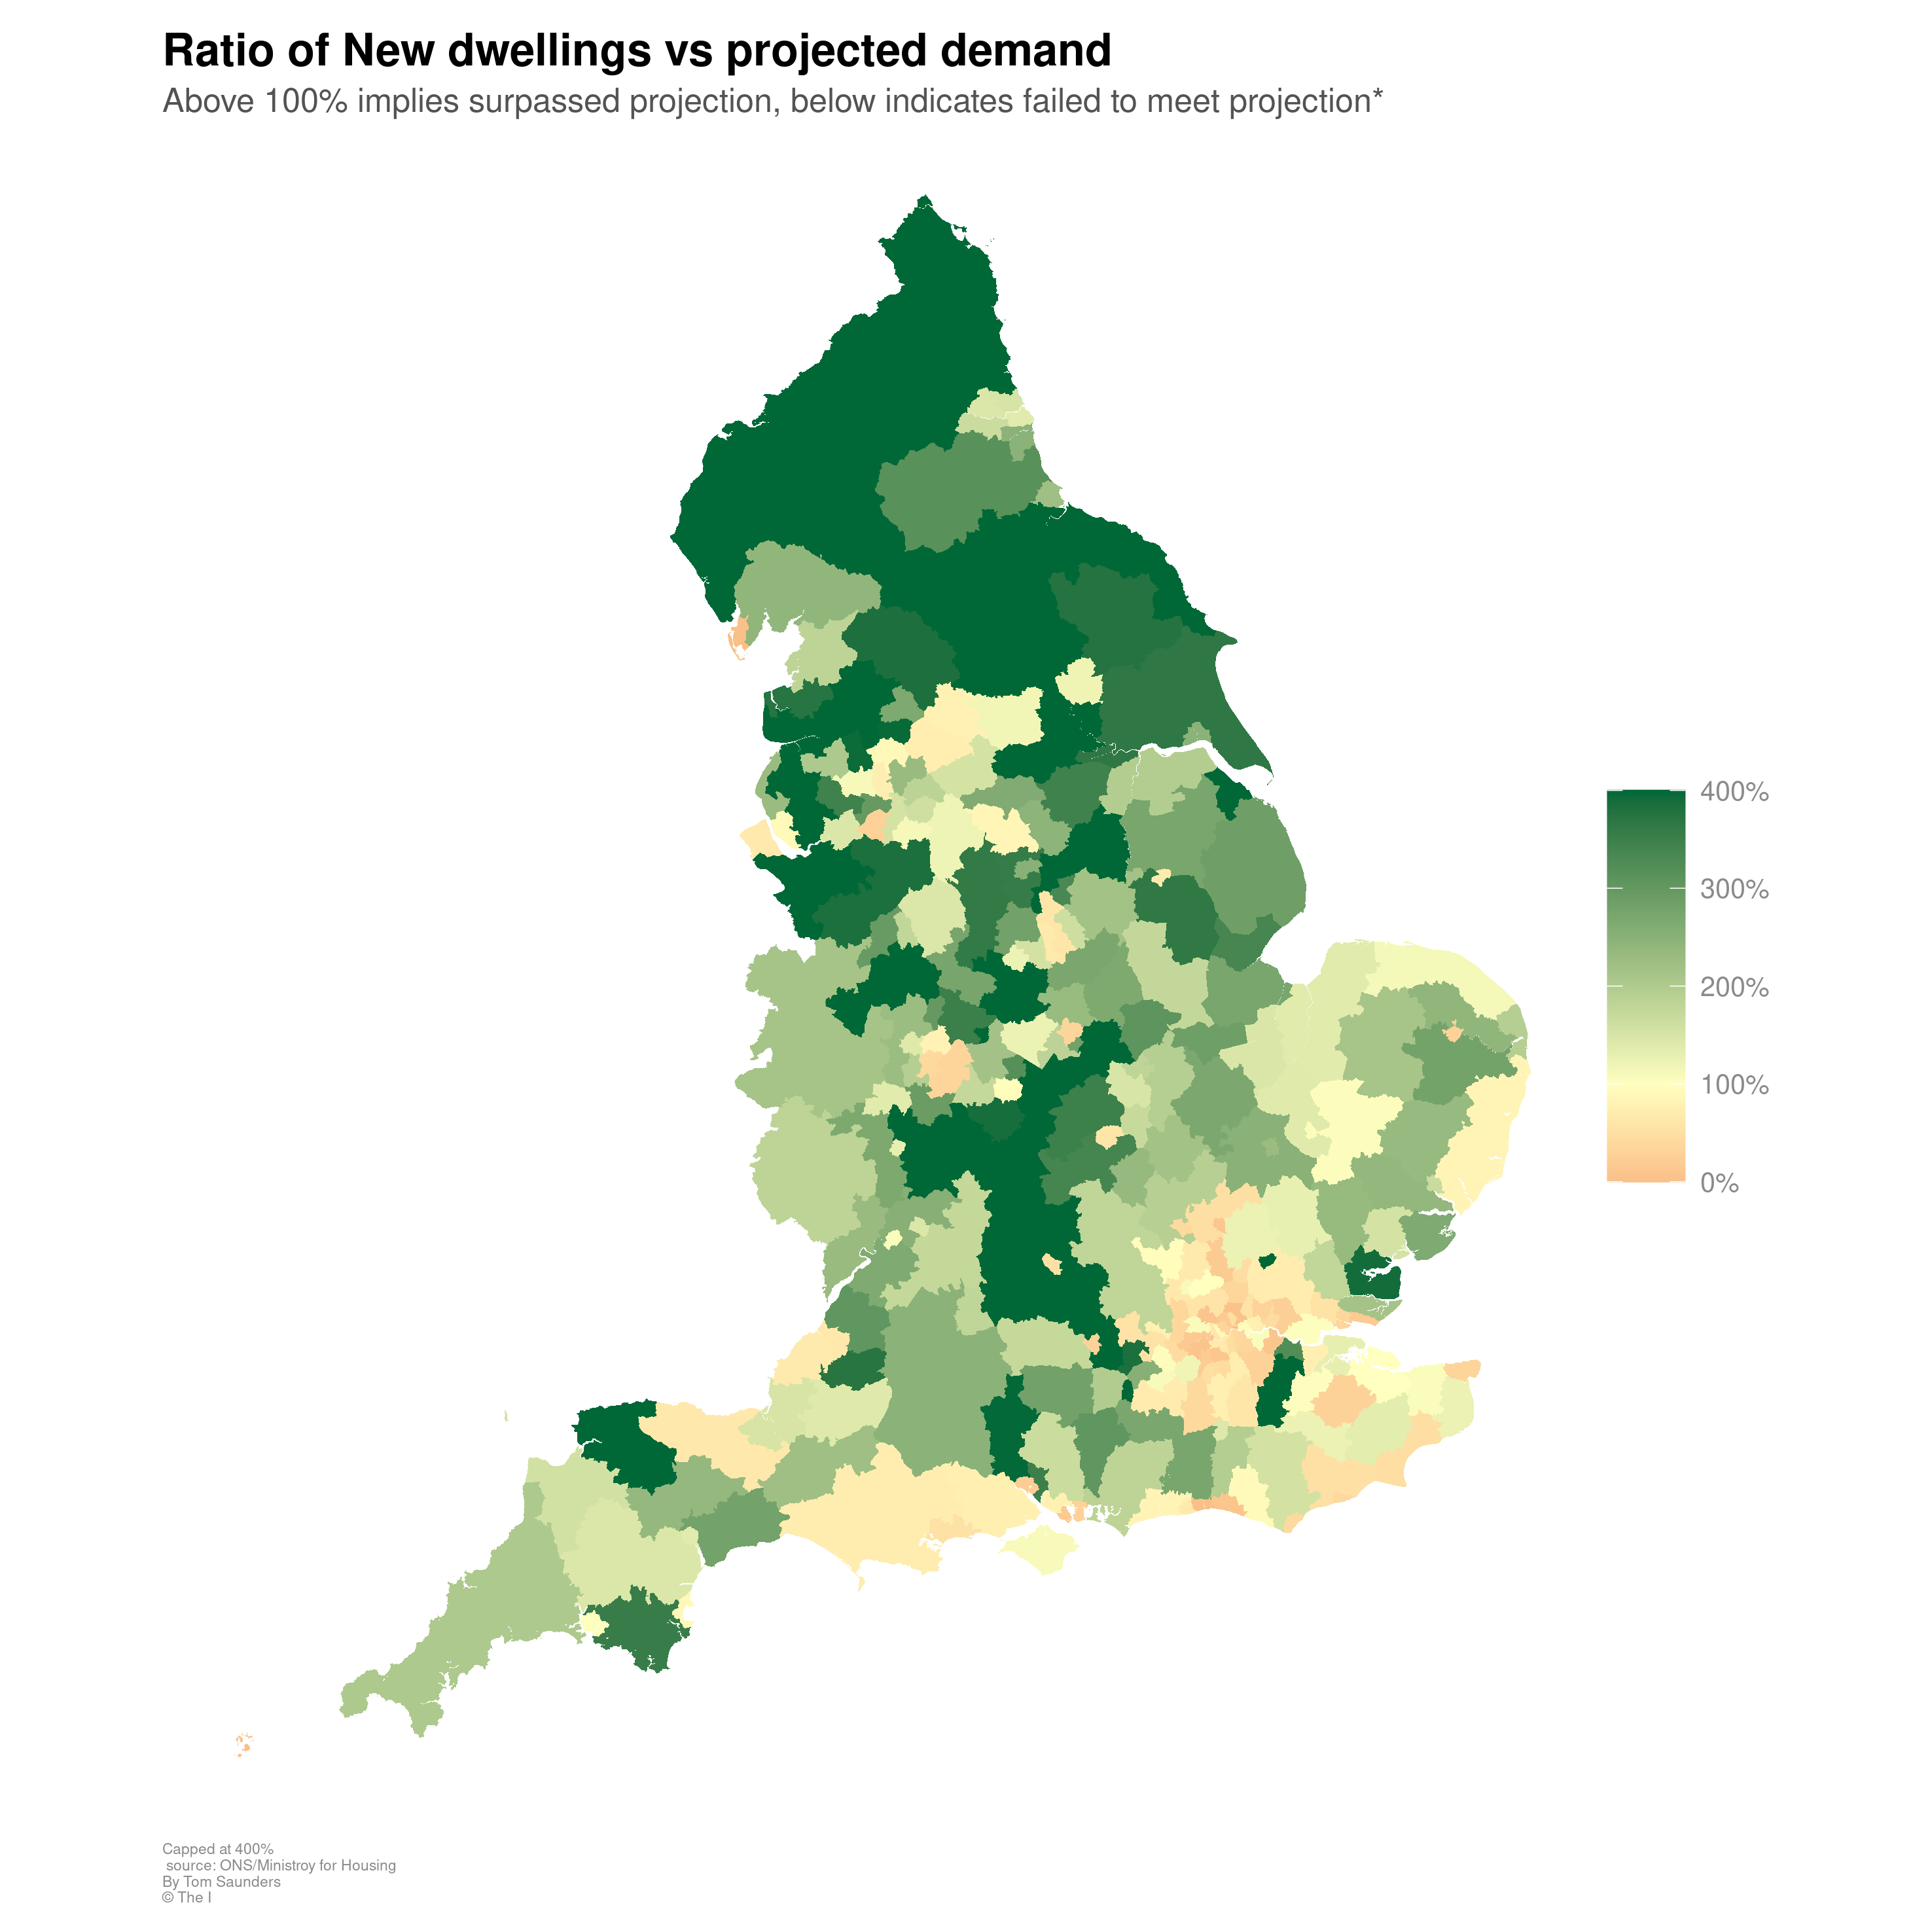 Ratio of New dwellings vs projected demand
Above 100% implies surpassed projection, below indicates failed to meet projection*
400%
300%
200%
100%
0%
Capped at 400%
source: ONS/Ministroy for Housing
By Tom Saunders
© The I